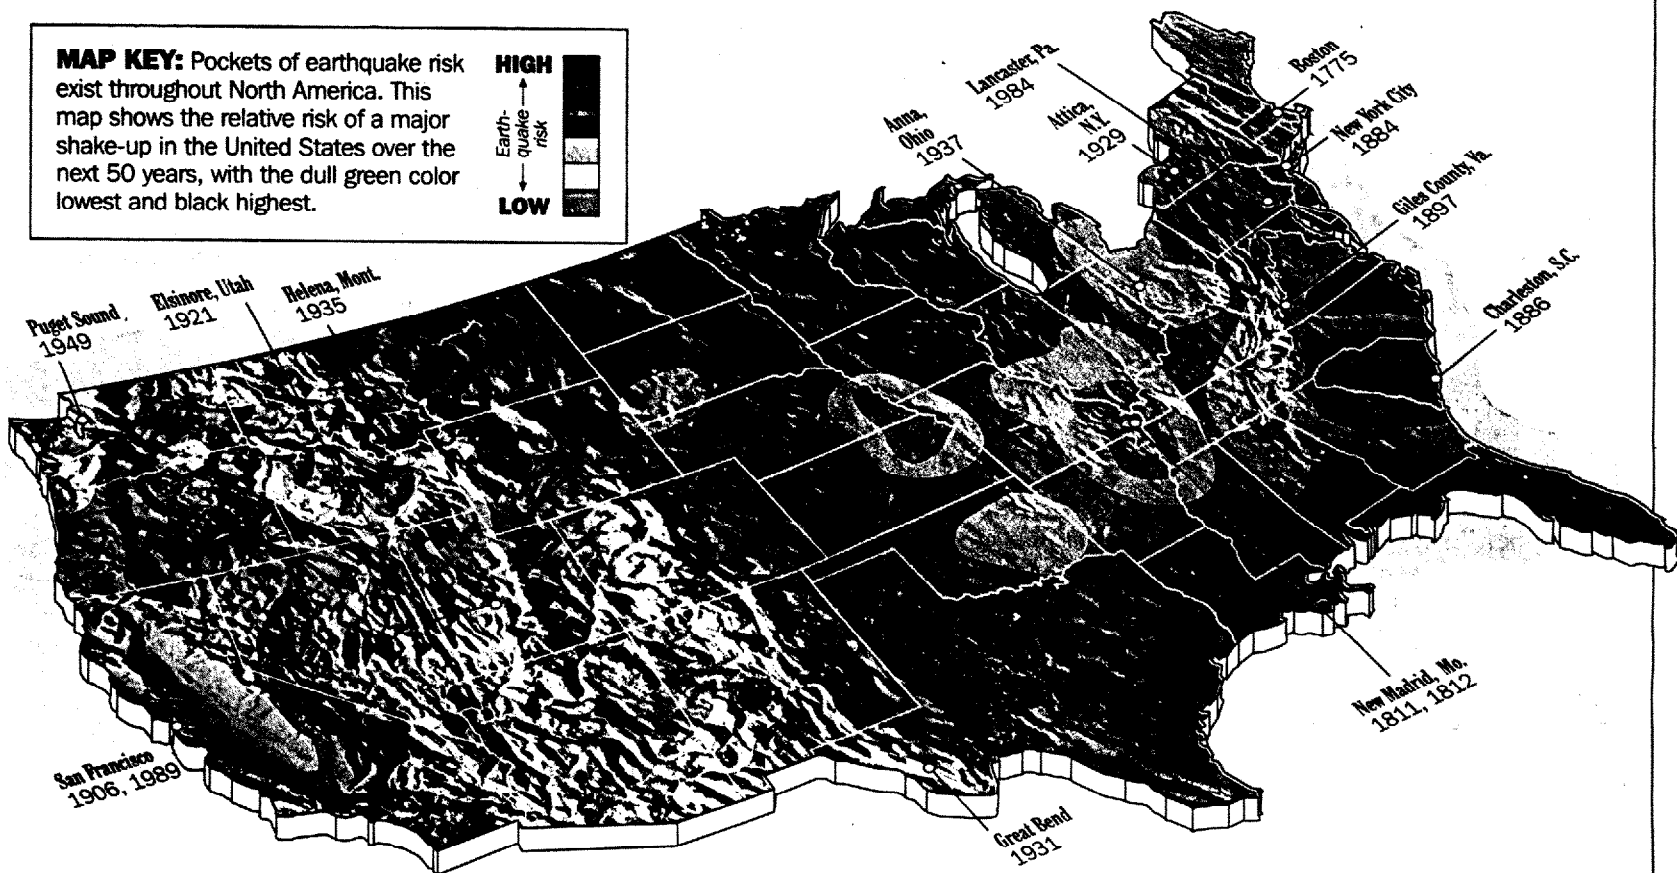 MAP KEY: Pockets of earthquake risk
exist throughout North America. This
map shows the relative risk of a major
shake-up in the United States over the
next 50 years, with the dull green color
lowest and black highest.
HIGH
Earth-
quake
risk
LOW
Puget Sound
1949
Elsinore, Utah
1921
Helena, Mont.
1935
Anna,
Ohio
1937
Lancaster, Pa.
1984
Attica,
N.Y.
1929
Boston
1775
New York City
1884
Gilea County, Va.
1897
Charleston, S.C.
1886
New Madrid, Mo.
1811, 1812
Great Bend
1931
San Francisco
1906, 1989